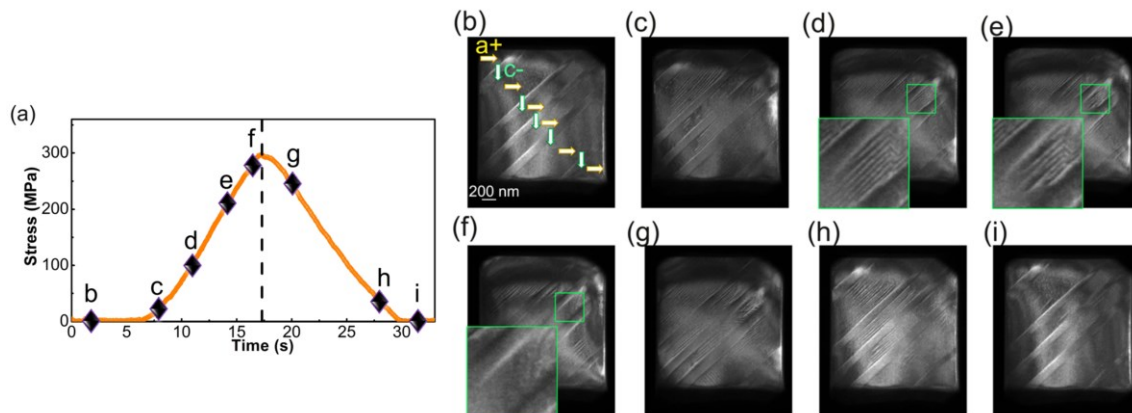 (a)
Stress (MPa)
300
200
100
0
b
c
d
e
f
g
h
i
0 5 10 15 20 25 30
Time (s)
(b)
a+
c-
200 nm
(c)
(d)
(e)
(f)
(g)
(h)
(i)